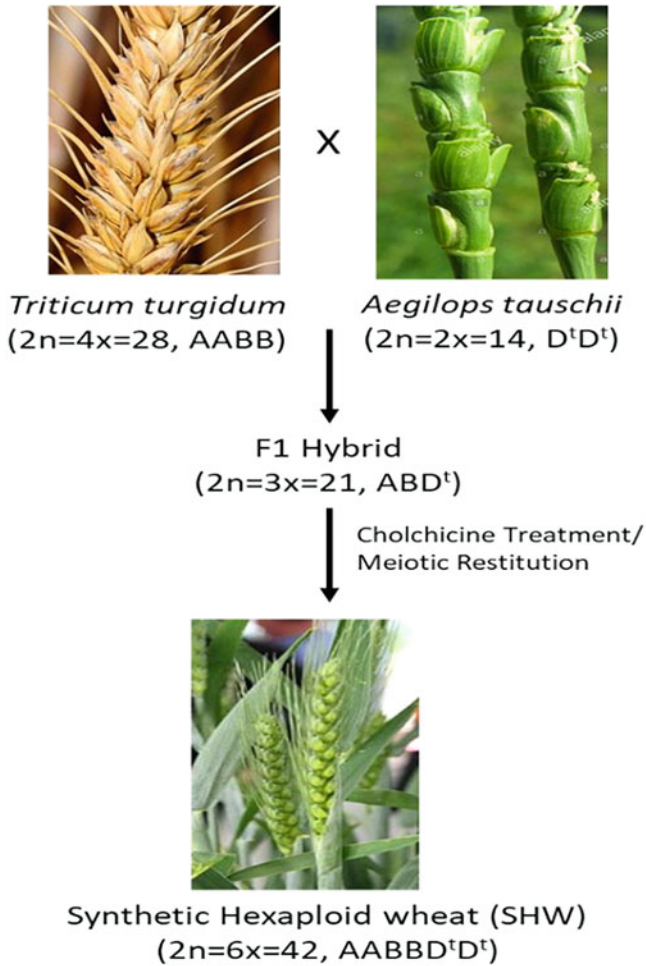 X
Triticum turgidum Aegilops tauschii
(2n=4x=28, AABB) (2n=2x=14, DᵗDᵗ)
F1 Hybrid
(2n=3x=21, ABDᵗ)
Cholchicine Treatment/
Meiotic Restitution
Synthetic Hexaploid wheat (SHW)
(2n=6x=42, AABBDᵗDᵗ)